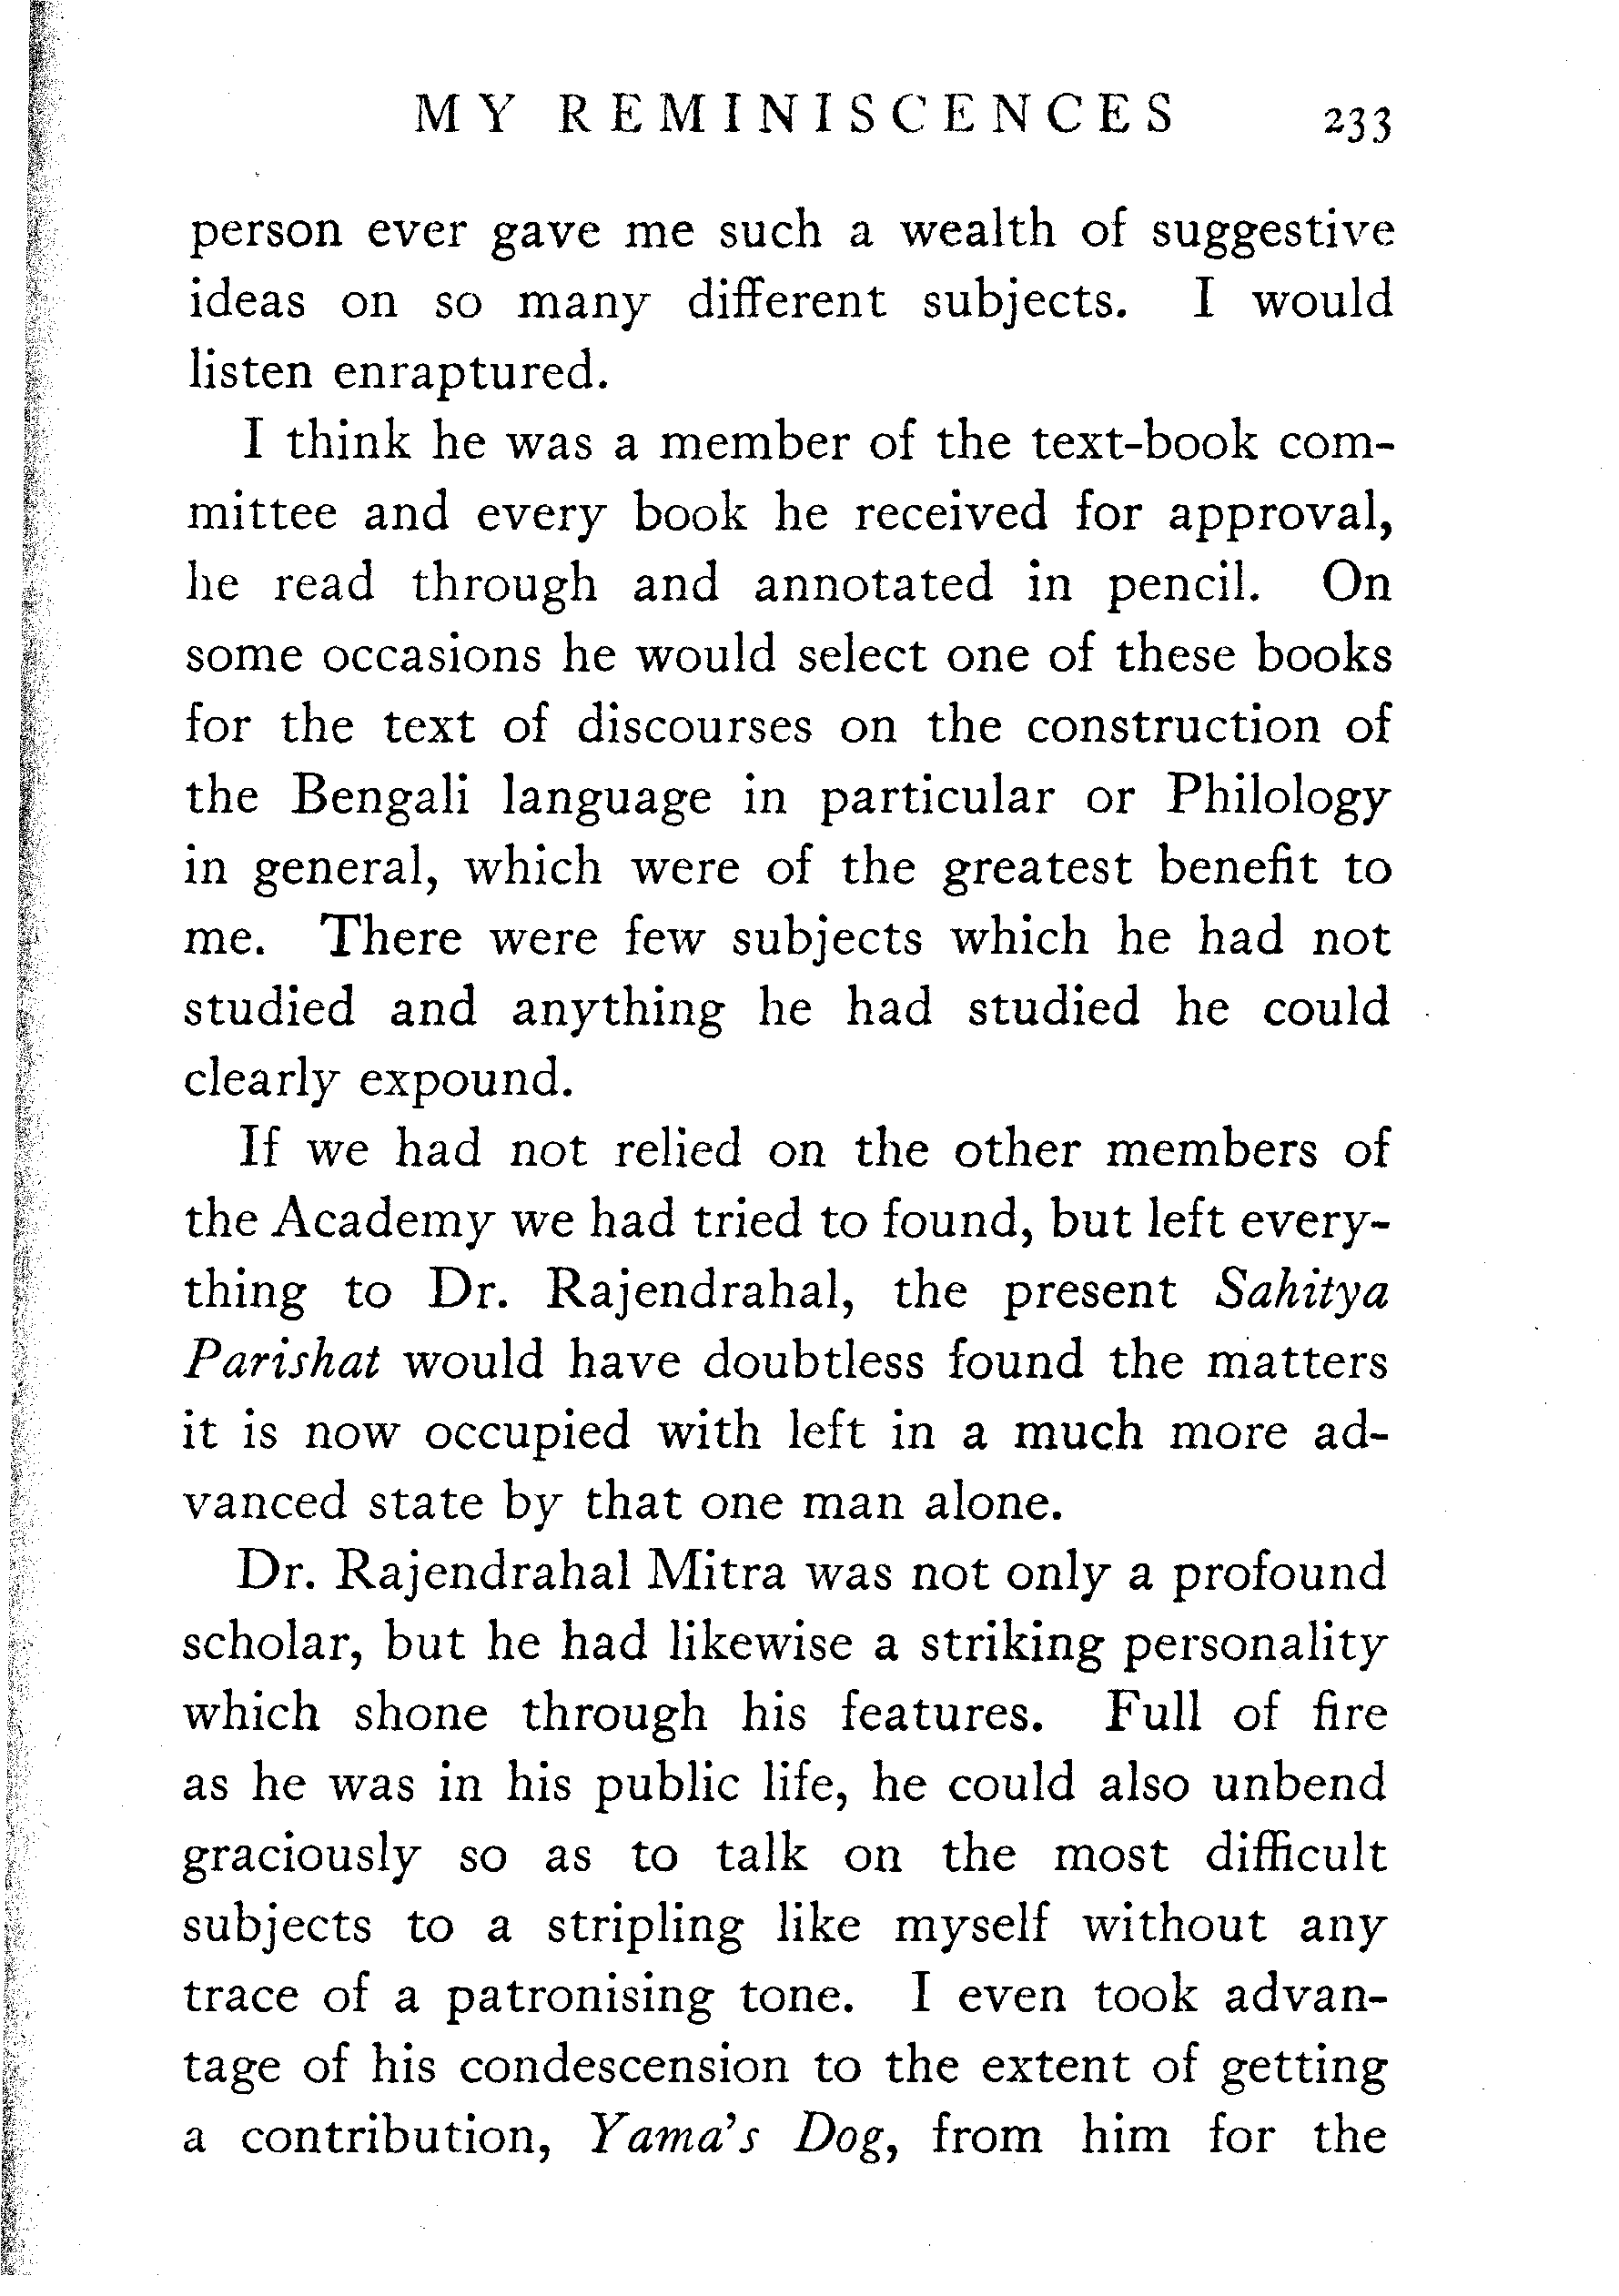 MY REMINISCENCES 233
person ever gave me such a wealth of suggestive
ideas on so many different subjects. I would
listen enraptured.
I think he was a member of the text-book com-
mittee and every book he received for approval,
he read through and annotated in pencil. On
some occasions he would select one of these books
for the text of discourses on the construction of
the Bengali language in particular or Philology
in general, which were of the greatest benefit to
me. There were few subjects which he had not
studied and anything he had studied he could
clearly expound.
If we had not relied on the other members of
the Academy we had tried to found, but left every-
thing to Dr. Rajendrahal, the present Sahitya
Parishat would have doubtless found the matters
it is now occupied with left in a much more ad-
vanced state by that one man alone.
Dr. Rajendrahal Mitra was not only a profound
scholar, but he had likewise a striking personality
which shone through his features. Full of fire
as he was in his public life, he could also unbend
graciously so as to talk on the most difficult
subjects to a stripling like myself without any
trace of a patronising tone. I even took advan-
tage of his condescension to the extent of getting
a contribution, Yama's Dog, from him for the